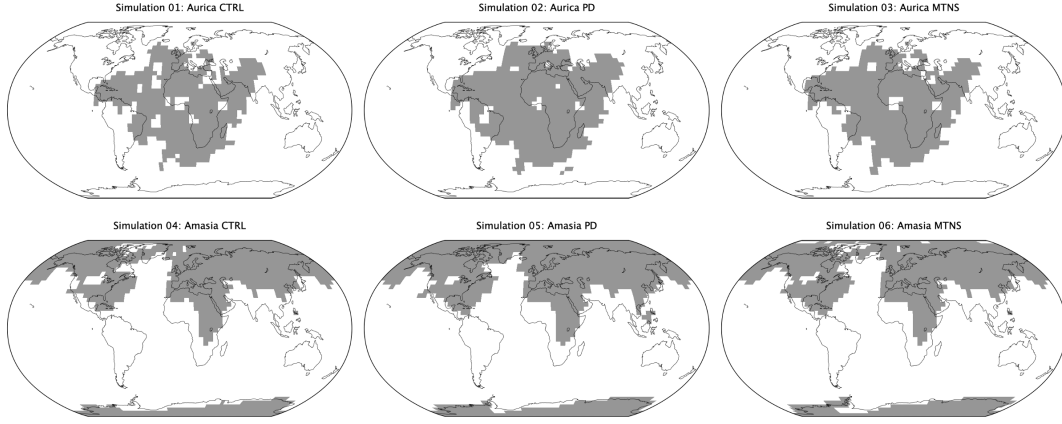 Simulation 01: Aurica CTRL
Simulation 02: Aurica PD
Simulation 03: Aurica MTNS
Simulation 04: Amasia CTRL
Simulation 05: Amasia PD
Simulation 06: Amasia MTNS